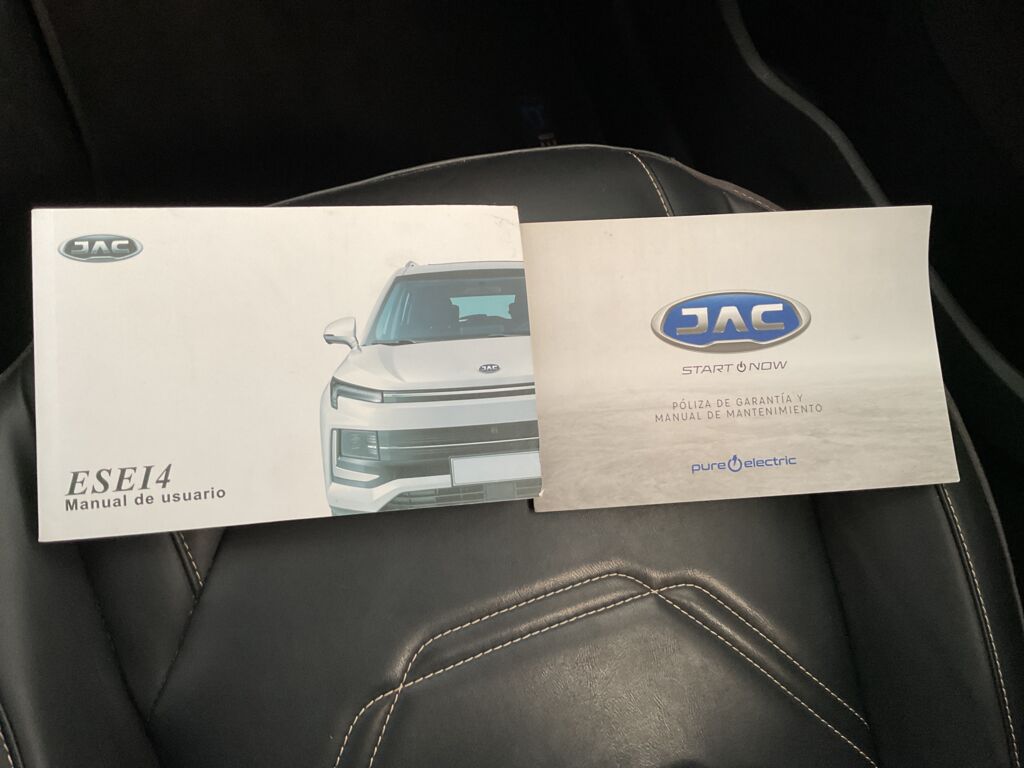 JAC
JAC
ESEI4
Manual de usuario
JAC
START NOW
PÓLIZA DE GARANTÍA Y
MANUAL DE MANTENIMIENTO
pure electric